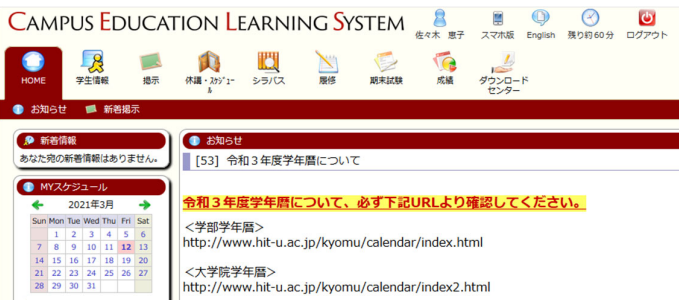 CAMPUS EDUCATION LEARNING SYSTEM
佐々木 恵子 スマホ版 English 残り約60分 ログアウト
HOME 学生情報 掲示 休講・スケジュール シラバス 履修 期末試験 成績 ダウンロードセンター
お知らせ 新着掲示
新着情報
あなた宛の新着情報はありません。
MYスケジュール
2021年3月
Sun Mon Tue Wed Thu Fri Sat
1 2 3 4 5 6
7 8 9 10 11 12 13
14 15 16 17 18 19 20
21 22 23 24 25 26 27
28 29 30 31
お知らせ
[53] 令和３年度学年暦について
令和３年度学年暦について、必ず下記URLより確認してください。
＜学部学年暦＞
http://www.hit-u.ac.jp/kyomu/calendar/index.html
＜大学院学年暦＞
http://www.hit-u.ac.jp/kyomu/calendar/index2.html